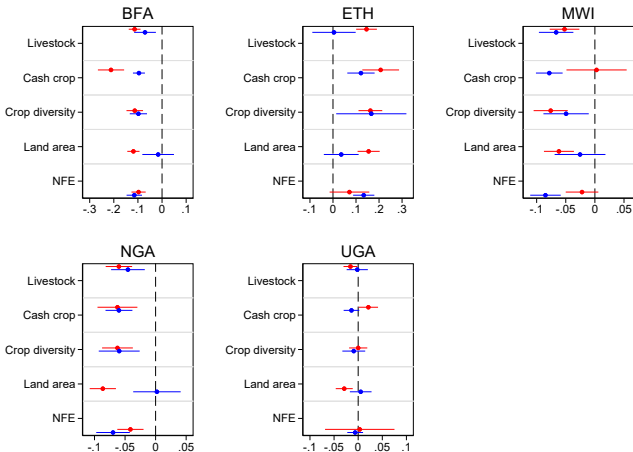 BFA
Livestock
Cash crop
Crop diversity
Land area
NFE
-.3 -.2 -.1 0 .1
ETH
Livestock
Cash crop
Crop diversity
Land area
NFE
-.1 0 .1 .2 .3
MWI
Livestock
Cash crop
Crop diversity
Land area
NFE
-.1 -.05 0 .05
NGA
Livestock
Cash crop
Crop diversity
Land area
NFE
-.1 -.05 0 .05
UGA
Livestock
Cash crop
Crop diversity
Land area
NFE
-.1 -.05 0 .05 .1